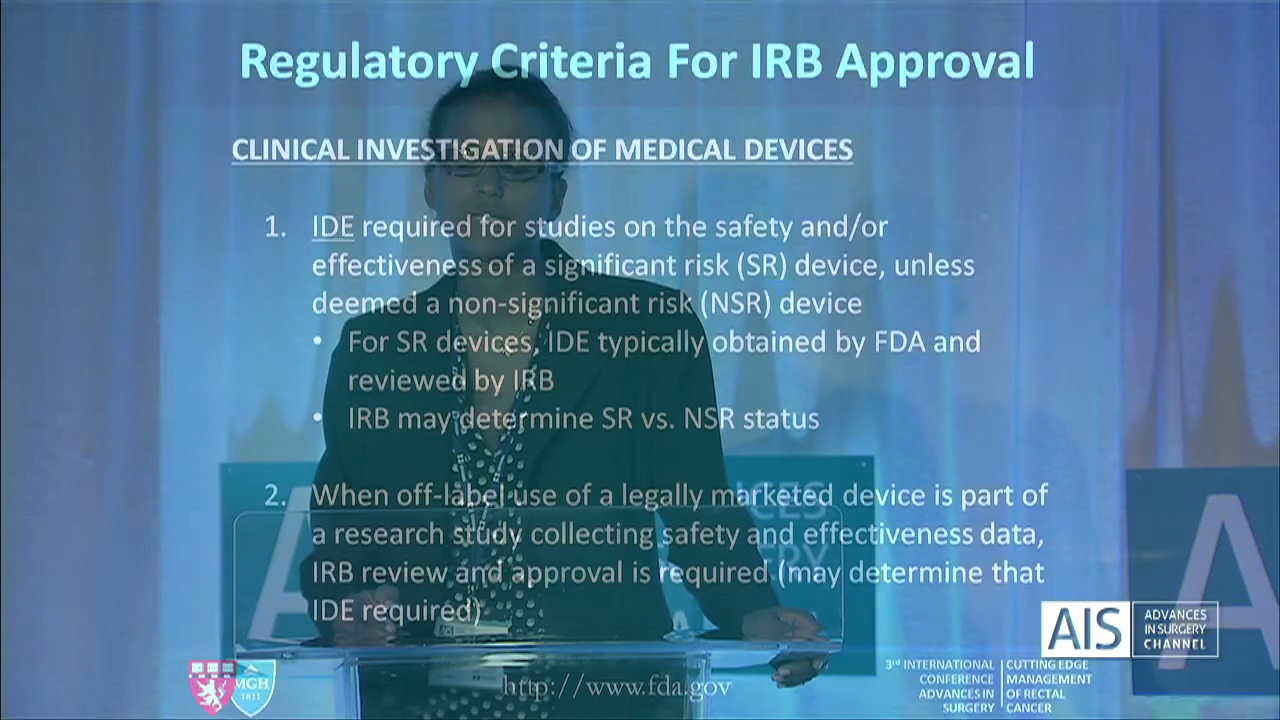 Regulatory Criteria For IRB Approval
CLINICAL INVESTIGATION OF MEDICAL DEVICES
1. IDE required for studies on the safety and/or
effectiveness of a significant risk (SR) device, unless
deemed a non-significant risk (NSR) device
• For SR devices, IDE typically obtained by FDA and
reviewed by IRB
• IRB may determine SR vs. NSR status
2. When off-label use of a legally marketed device is part of
a research study collecting safety and effectiveness data,
IRB review and approval is required (may determine that
IDE required)
AIS
ADVANCES
IN SURGERY
CHANNEL
MGH
1811
http://www.fda.gov
3rd INTERNATIONAL
CONFERENCE
ADVANCES IN
SURGERY
CUTTING EDGE
MANAGEMENT
OF RECTAL
CANCER